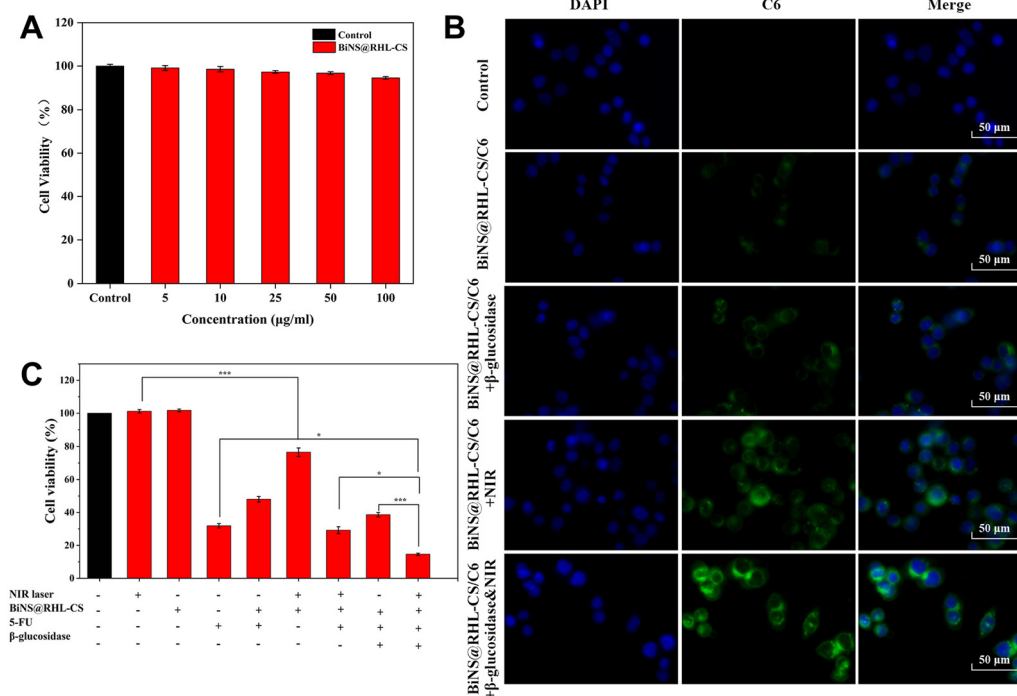 A
Control
BiNS@RHL-CS
120
100
80
60
40
20
0
Cell Viability (%)
Control 5 10 25 50 100
Concentration (μg/ml)
B
DAPI C6 Merge
Control
50 μm
BiNS@RHL-CS/C6
50 μm
BiNS@RHL-CS/C6
+β-glucosidase
50 μm
BiNS@RHL-CS/C6
+NIR
50 μm
BiNS@RHL-CS/C6
+β-glucosidase&NIR
50 μm
C
***
*
*
***
120
100
80
60
40
20
0
Cell viability (%)
NIR laser - + - - - + + - +
BiNS@RHL-CS - - + - + + + + +
5-FU - - - + + - + + +
β-glucosidase - - - - - - - + +